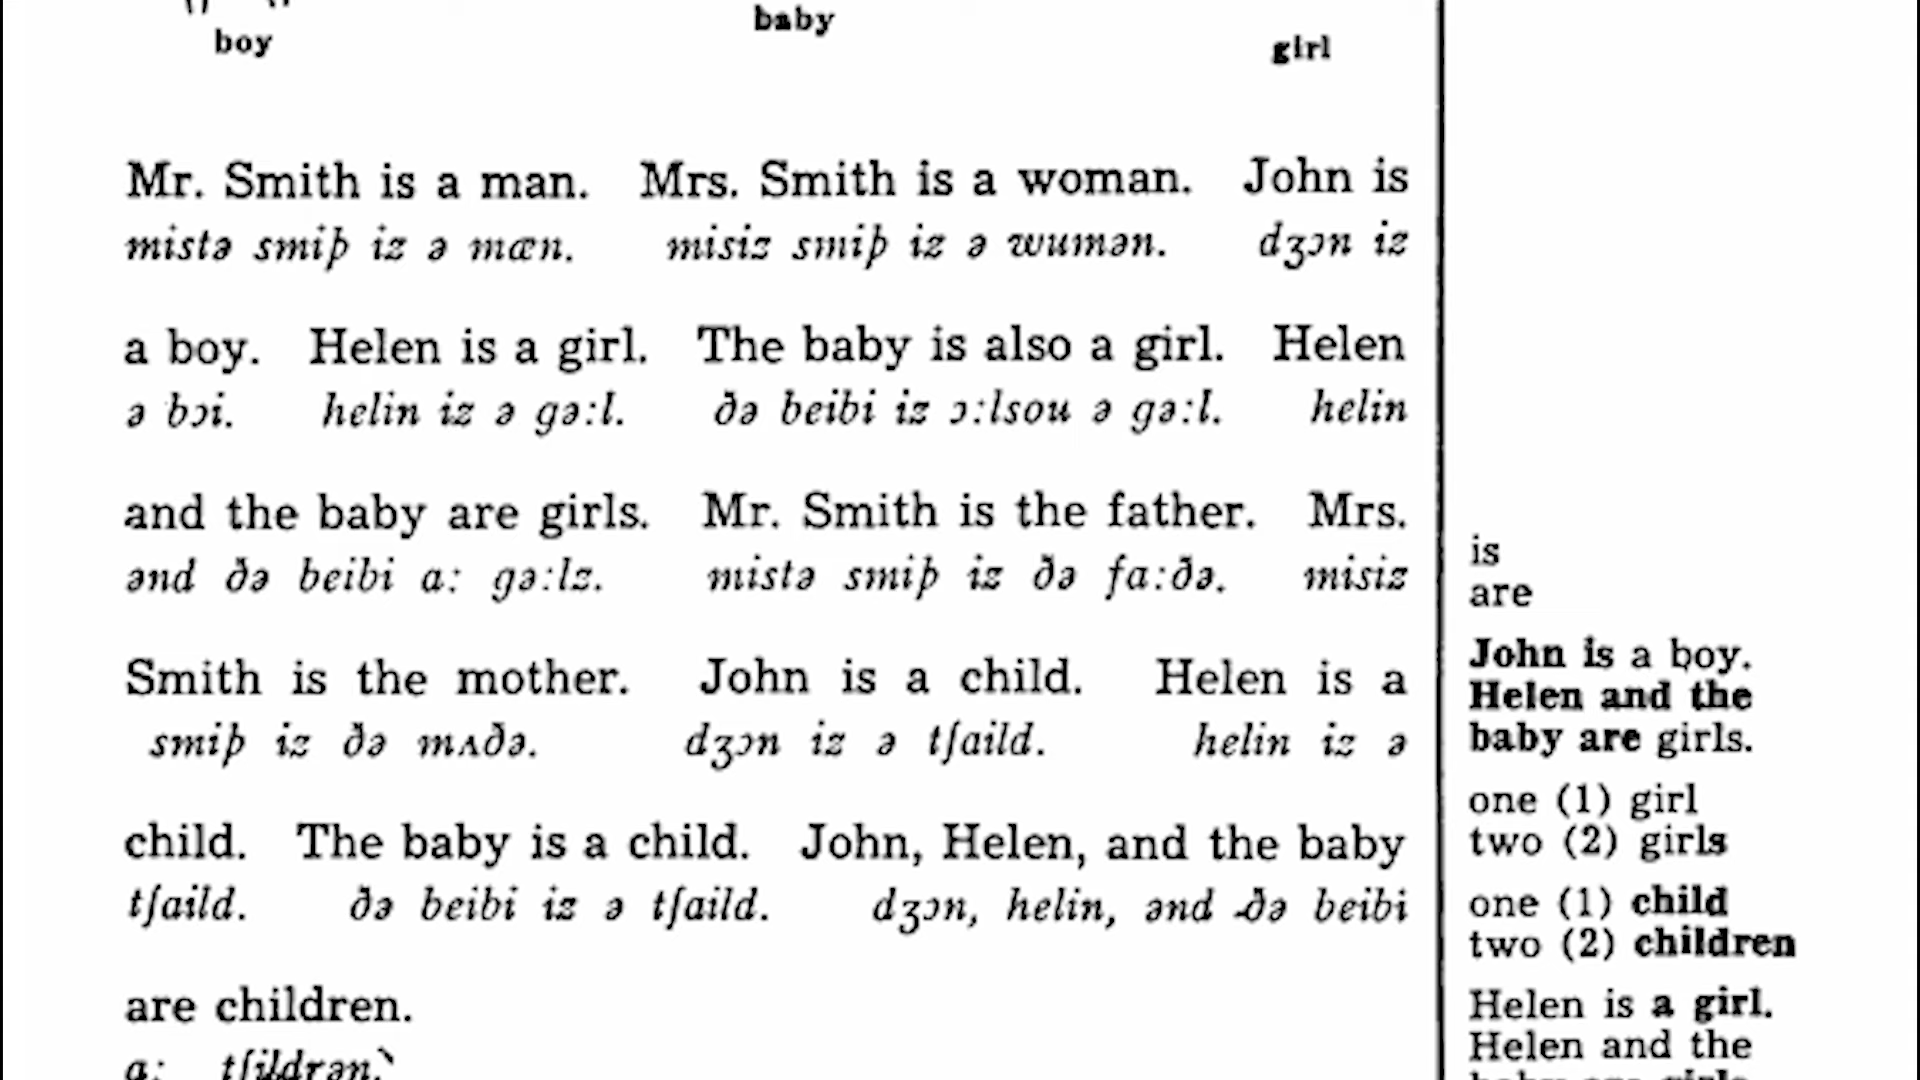 boy
baby
girl
Mr. Smith is a man. Mrs. Smith is a woman. John is
mistə smiþ iz ə mæn. misiz smiþ iz ə wumən. dʒɔn iz
a boy. Helen is a girl. The baby is also a girl. Helen
ə bɔi. helin iz ə gə:l. ðə beibi iz ɔ:lsou ə gə:l. helin
and the baby are girls. Mr. Smith is the father. Mrs.
ənd ðə beibi a: gə:lz. mistə smiþ iz ðə fa:ðə. misiz
Smith is the mother. John is a child. Helen is a
smiþ iz ðə mʌðə. dʒɔn iz ə tʃaild. helin iz ə
child. The baby is a child. John, Helen, and the baby
tʃaild. ðə beibi iz ə tʃaild. dʒɔn, helin, ənd ðə beibi
are children.
a: tʃildrən.
is
are
John is a boy.
Helen and the
baby are girls.
one (1) girl
two (2) girls
one (1) child
two (2) children
Helen is a girl.
Helen and the
baby are girls